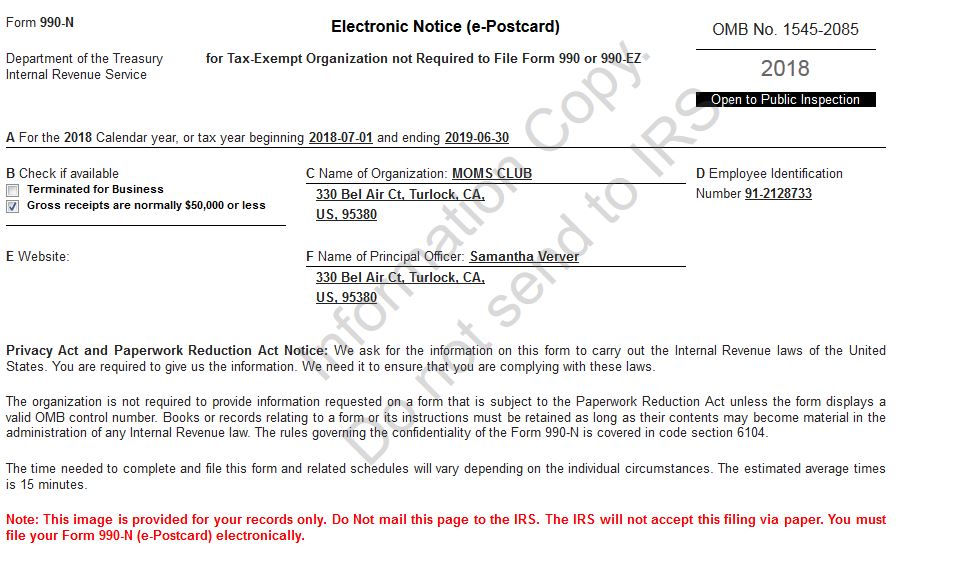 Form 990-N
Electronic Notice (e-Postcard)
OMB No. 1545-2085
Department of the Treasury
Internal Revenue Service
for Tax-Exempt Organization not Required to File Form 990 or 990-EZ
2018
Open to Public Inspection
A For the 2018 Calendar year, or tax year beginning 2018-07-01 and ending 2019-06-30
B Check if available
Terminated for Business
Gross receipts are normally $50,000 or less
C Name of Organization: MOMS CLUB
330 Bel Air Ct, Turlock, CA,
US, 95380
D Employee Identification
Number 91-2128733
E Website:
F Name of Principal Officer: Samantha Verver
330 Bel Air Ct, Turlock, CA,
US, 95380
Privacy Act and Paperwork Reduction Act Notice: We ask for the information on this form to carry out the Internal Revenue laws of the United
States. You are required to give us the information. We need it to ensure that you are complying with these laws.
The organization is not required to provide information requested on a form that is subject to the Paperwork Reduction Act unless the form displays a
valid OMB control number. Books or records relating to a form or its instructions must be retained as long as their contents may become material in the
administration of any Internal Revenue law. The rules governing the confidentiality of the Form 990-N is covered in code section 6104.
The time needed to complete and file this form and related schedules will vary depending on the individual circumstances. The estimated average times
is 15 minutes.
Note: This image is provided for your records only. Do Not mail this page to the IRS. The IRS will not accept this filing via paper. You must
file your Form 990-N (e-Postcard) electronically.
Information Copy.
Do not send to IRS.